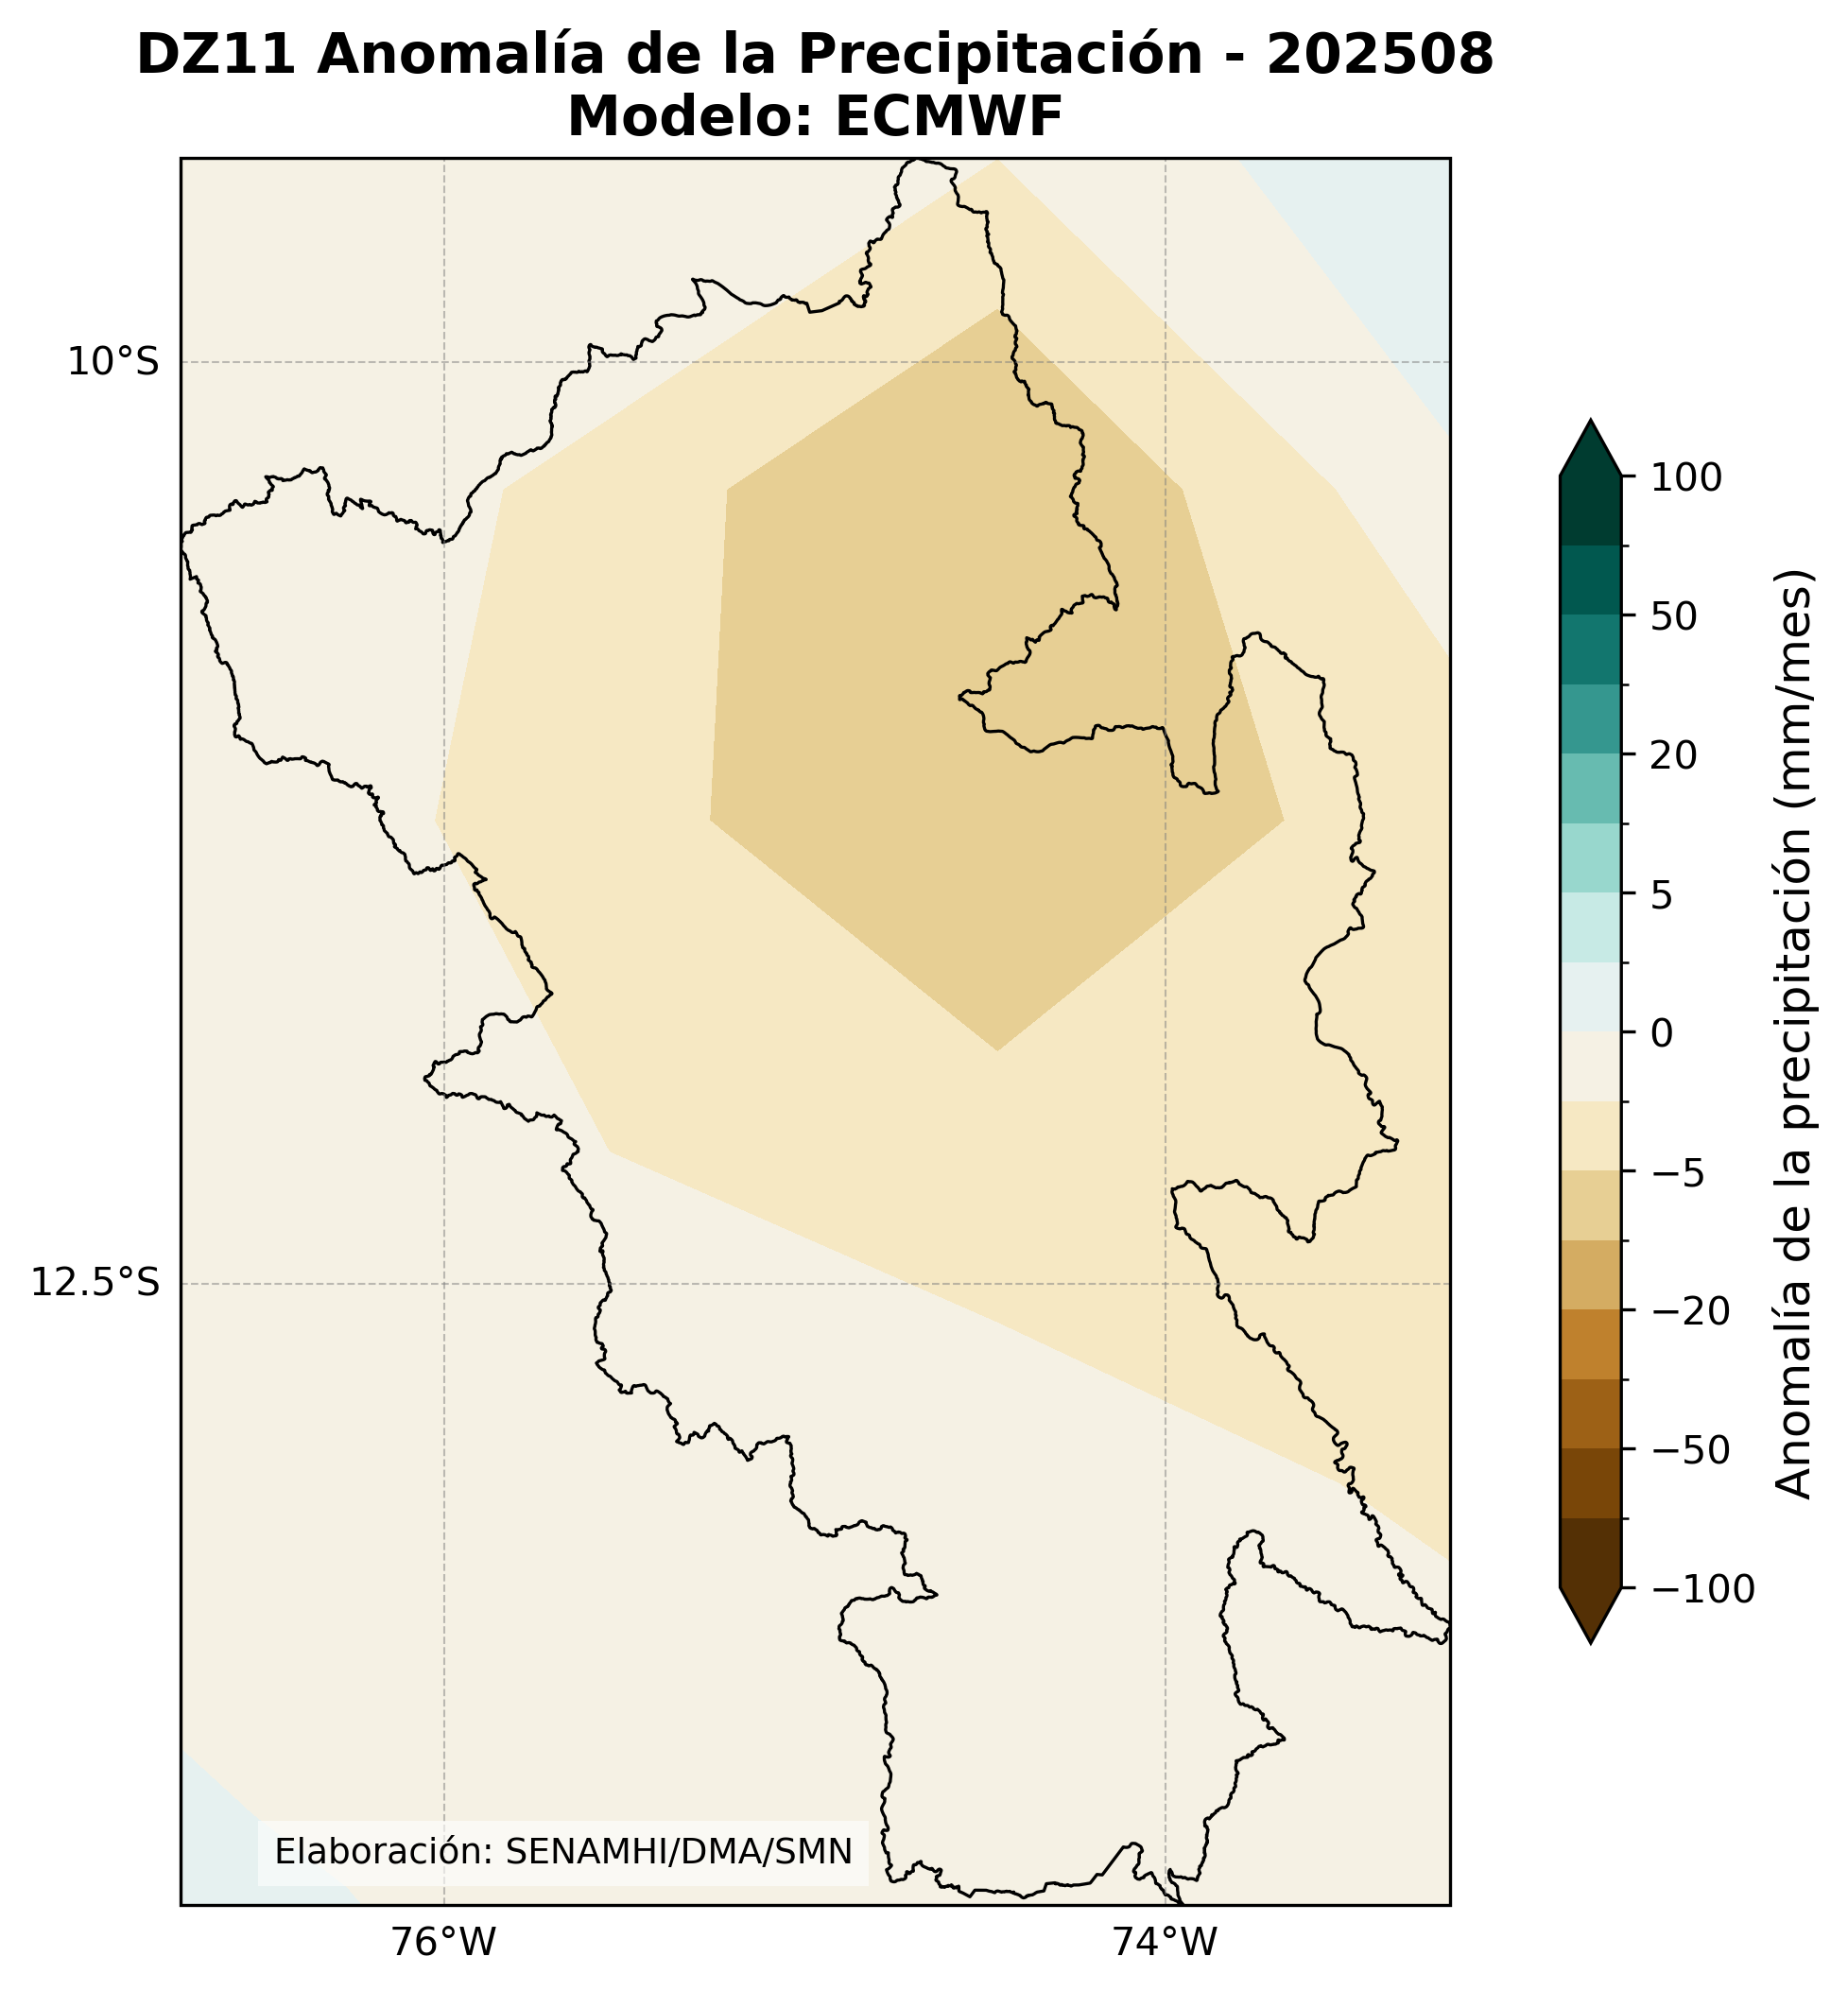 DZ11 Anomalía de la Precipitación - 202508
Modelo: ECMWF
10°S
12.5°S
76°W
74°W
Elaboración: SENAMHI/DMA/SMN
100
50
20
5
0
−5
−20
−50
−100
Anomalía de la precipitación (mm/mes)